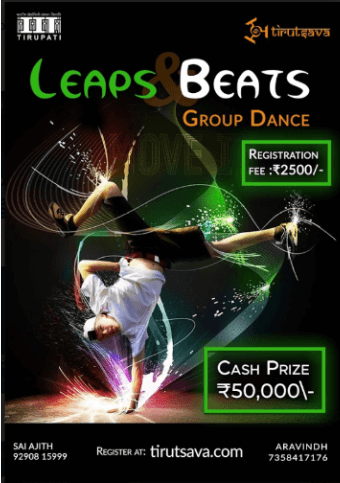 TIRUPATI
tirutsava
LEAPS & BEATS
GROUP DANCE
REGISTRATION
FEE :₹2500/-
CASH PRIZE
₹50,000\-
SAI AJITH
92908 15999
REGISTER AT: tirutsava.com
ARAVINDH
7358417176